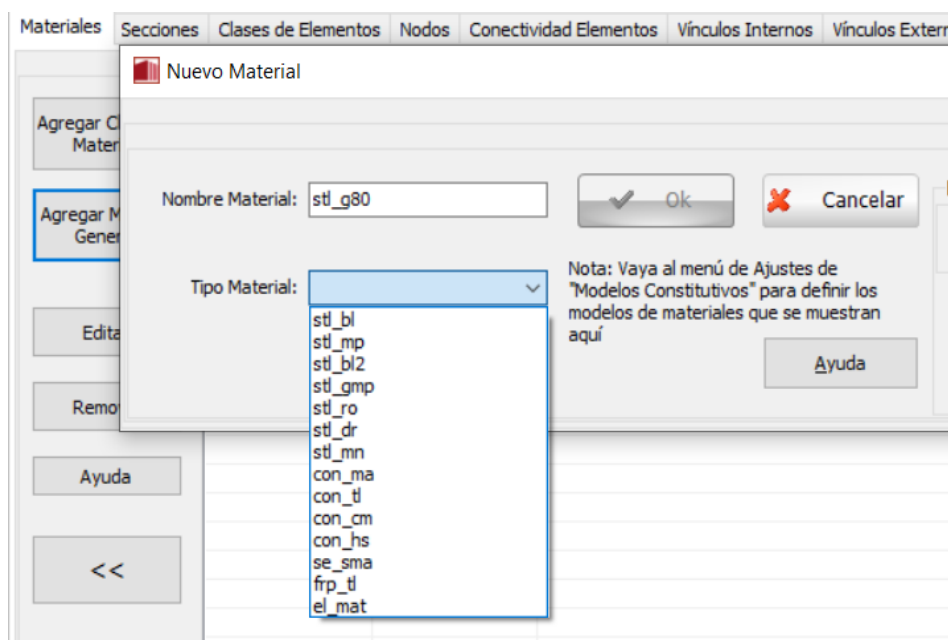 Materiales Secciones Clases de Elementos Nodos Conectividad Elementos Vínculos Internos Vínculos Extern
Nuevo Material
Agregar Cl
Mater
Agregar M
Gener
Edita
Remo
Ayuda
<<
Nombre Material: stl_g80
Ok
Cancelar
Tipo Material:
Nota: Vaya al menú de Ajustes de
"Modelos Constitutivos" para definir los
modelos de materiales que se muestran
aquí
Ayuda
stl_bl
stl_mp
stl_bl2
stl_gmp
stl_ro
stl_dr
stl_mn
con_ma
con_tl
con_cm
con_hs
se_sma
frp_tl
el_mat